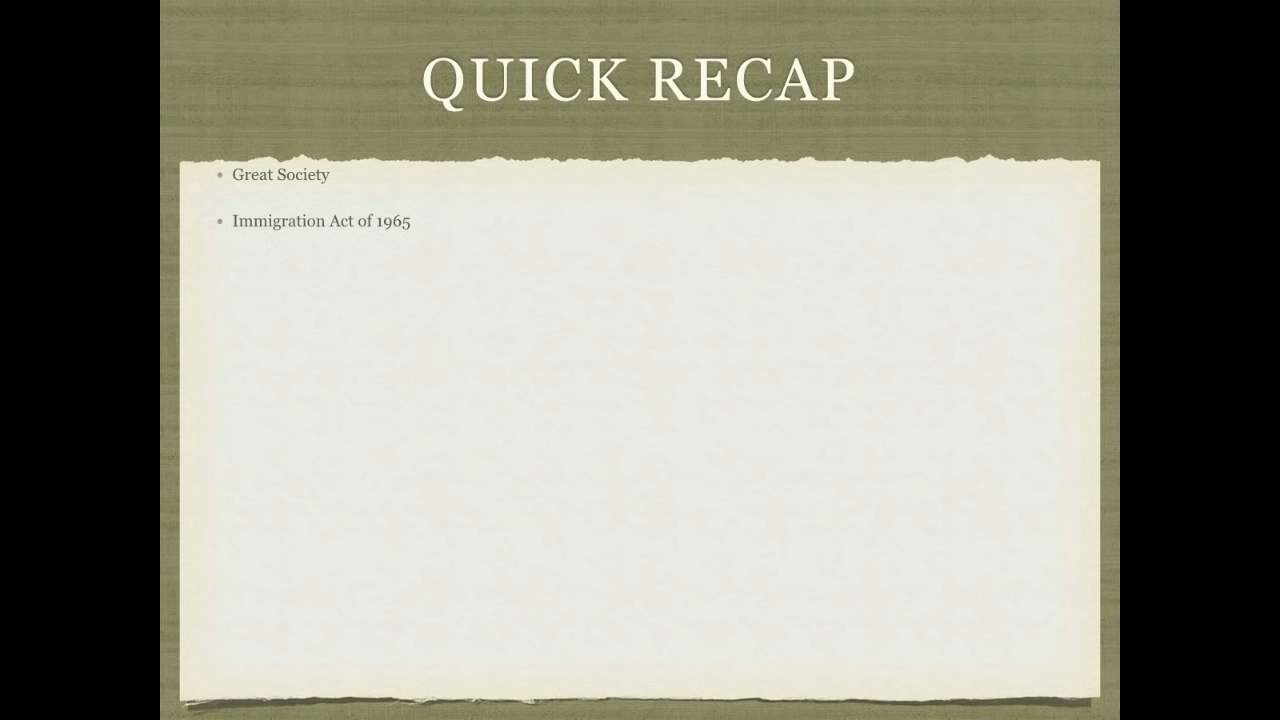 QUICK RECAP
• Great Society
• Immigration Act of 1965